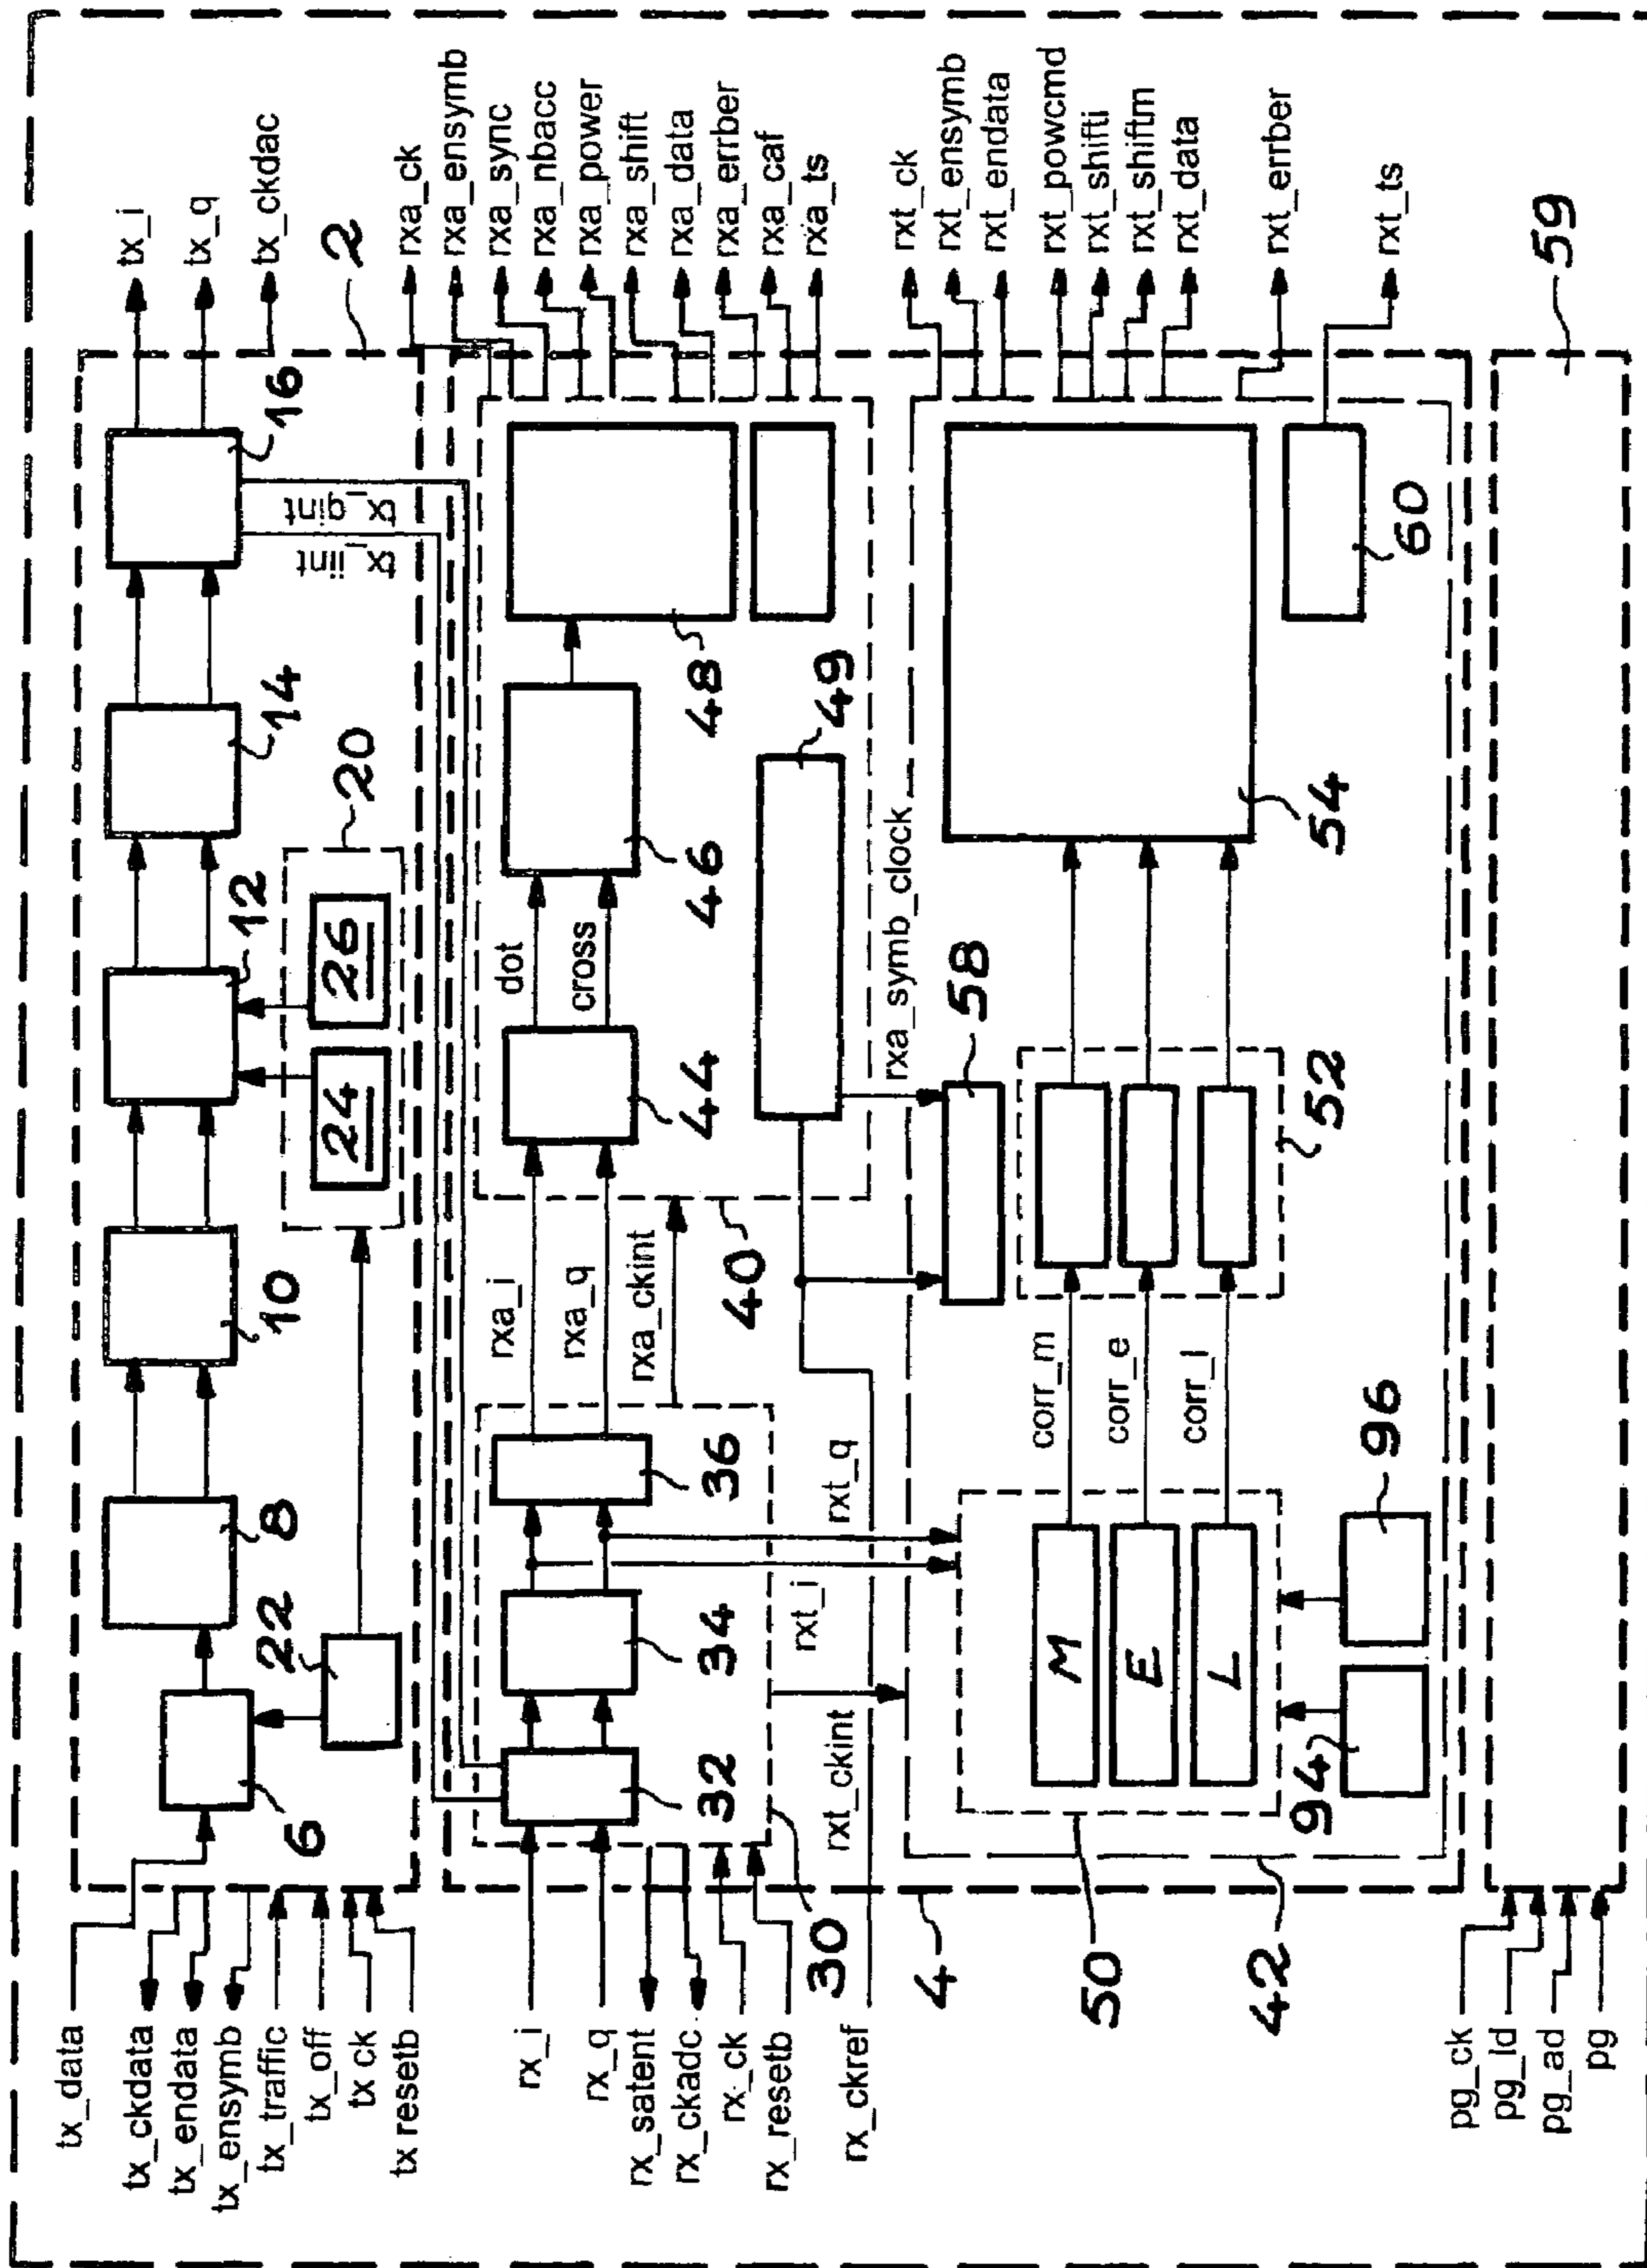 tx_data
tx_ckdata
tx_endata
tx_ensymb
tx_traffic
tx_off
tx ck
tx resetb
6
22
8
10
24
26
12
20
14
16
tx_i
tx_q
tx_ckdac
2
tx_qint
tx_iint
rx_i
rx_q
rx_satent
rx_ckadc
rx_ck
rx_resetb
rx_ckref
30
32
34
36
rxa_i
rxa_q
rxa_ckint
40
44
dot
cross
46
48
49
rxa_ck
rxa_ensymb
rxa_sync
rxa_nbacc
rxa_power
rxa_shift
rxa_data
rxa_errber
rxa_caf
rxa_ts
rxt_ckint
rxt_i
rxt_q
rxa_symb_clock
58
4
50
42
M
E
L
94
96
corr_m
corr_e
corr_l
52
54
60
rxt_ck
rxt_ensymb
rxt_endata
rxt_powcmd
rxt_shifti
rxt_shiftm
rxt_data
rxt_errber
rxt_ts
59
pg_ck
pg_ld
pg_ad
pg